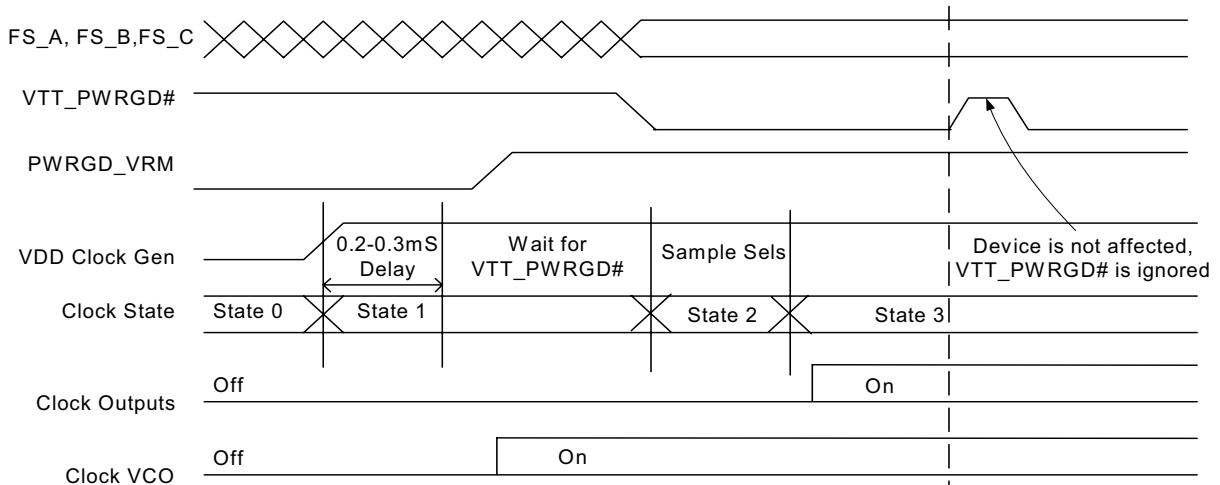 FS_A, FS_B,FS_C
VTT_PWRGD#
PWRGD_VRM
VDD Clock Gen
0.2-0.3mS
Delay
Wait for
VTT_PWRGD#
Sample Sels
Device is not affected,
VTT_PWRGD# is ignored
Clock State
State 0
State 1
State 2
State 3
Clock Outputs
Off
On
Clock VCO
Off
On